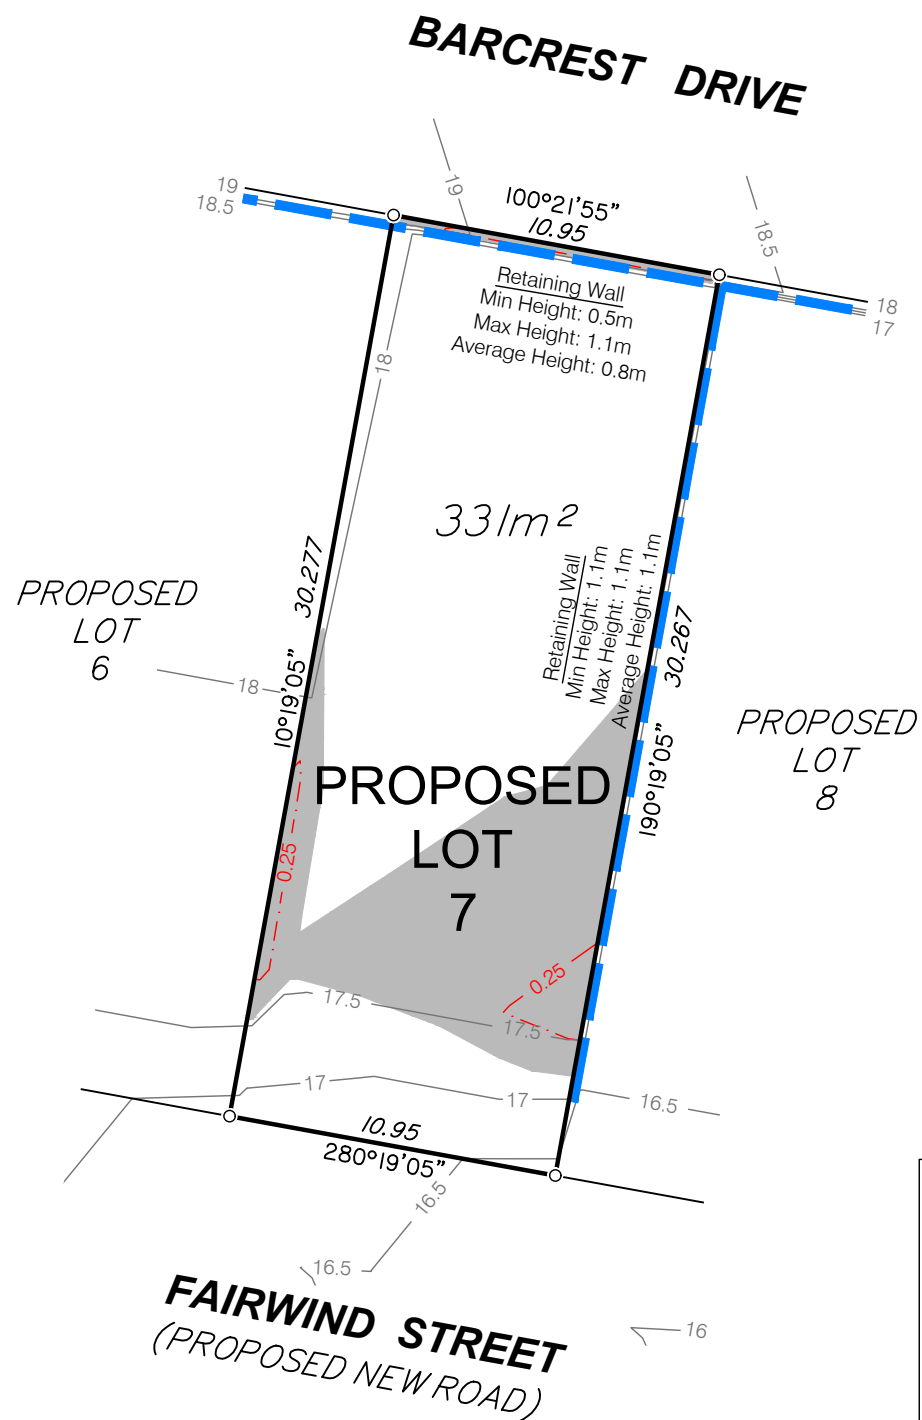 BARCREST DRIVE
19
18.5
19
100°21'55"
10.95
18.5
18
17
Retaining Wall
Min Height: 0.5m
Max Height: 1.1m
Average Height: 0.8m
18
331m²
30.277
10°19'05"
Retaining Wall
Min Height: 1.1m
Max Height: 1.1m
Average Height: 1.1m
30.267
190°19'05"
PROPOSED
LOT
6
18
PROPOSED
LOT
8
PROPOSED
LOT
7
0.25
0.25
17.5
17.5
17
17
16.5
10.95
280°19'05"
16.5
16.5
16
FAIRWIND STREET
(PROPOSED NEW ROAD)